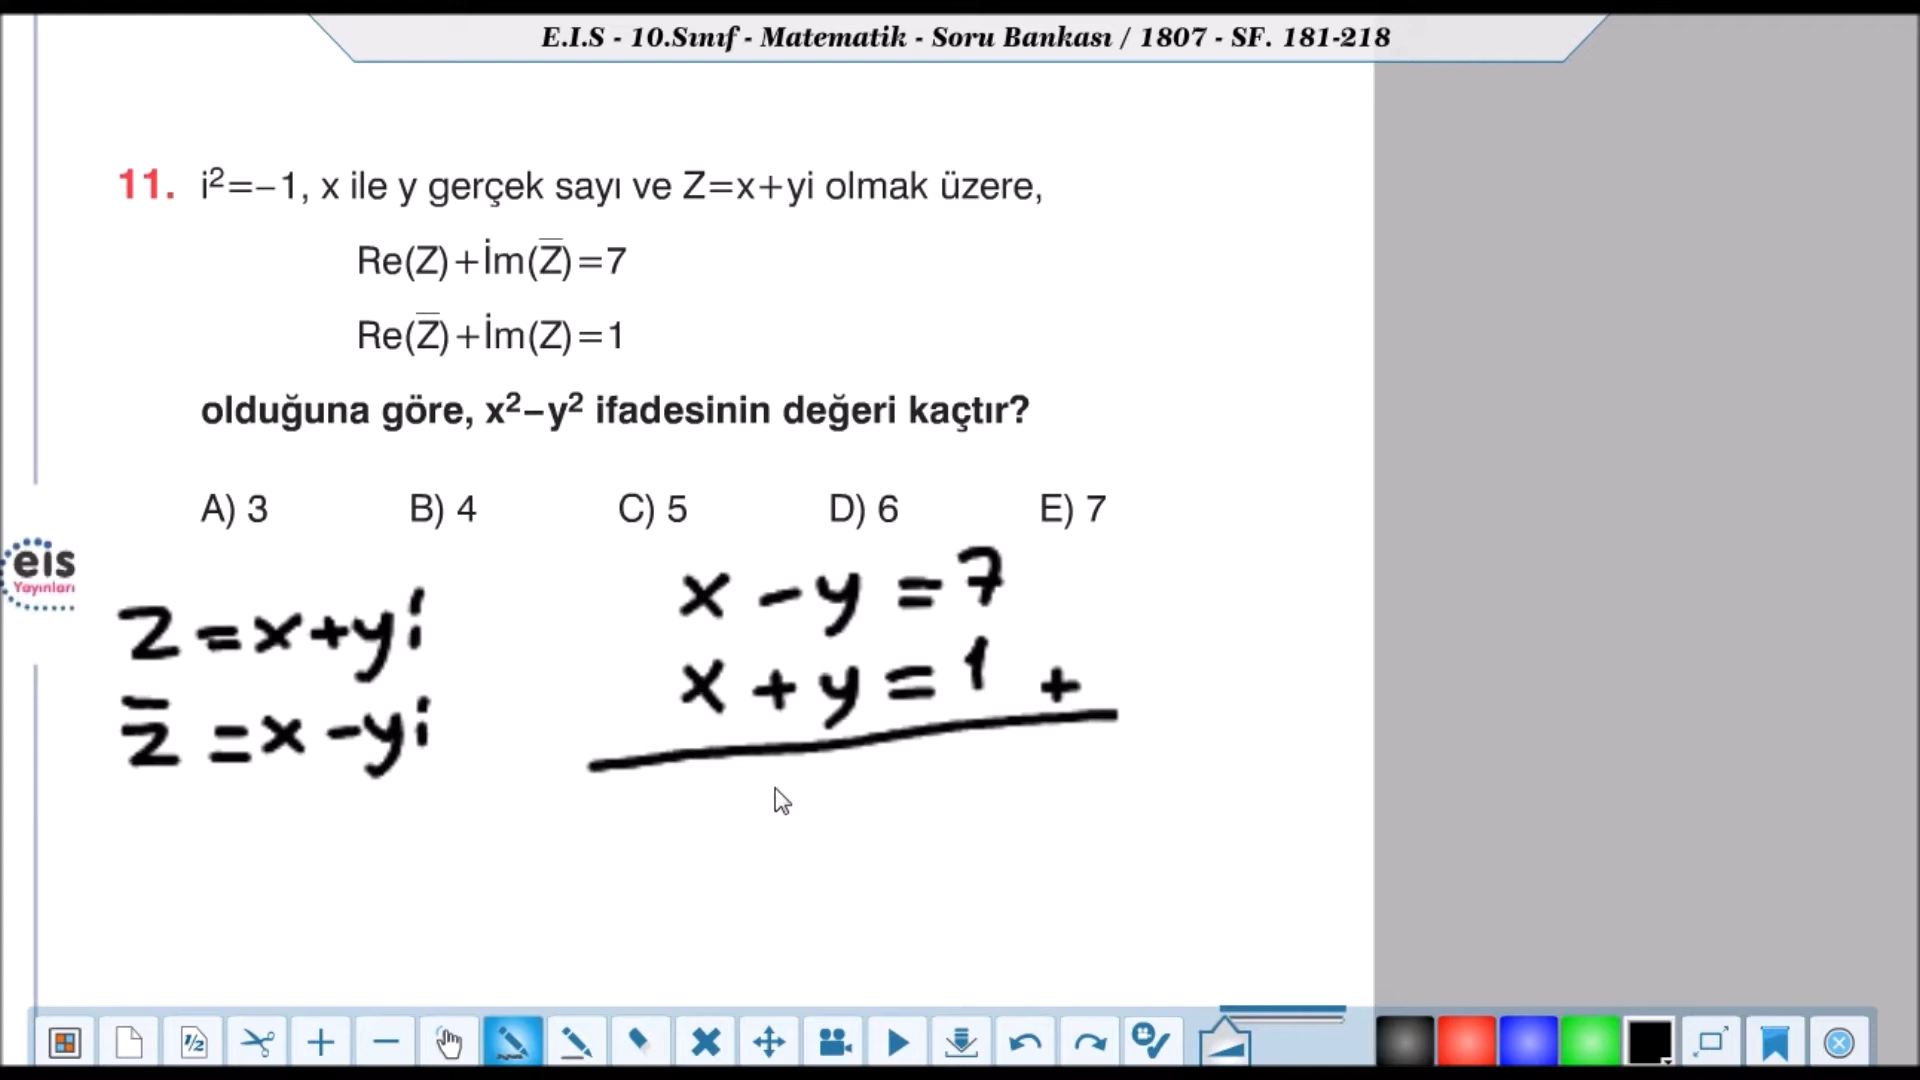 E.I.S - 10.Sınıf - Matematik - Soru Bankası / 1807 - SF. 181-218
11. i²=−1, x ile y gerçek sayı ve Z=x+yi olmak üzere,
Re(Z)+İm(Z̅)=7
Re(Z̅)+İm(Z)=1
olduğuna göre, x²−y² ifadesinin değeri kaçtır?
A) 3 B) 4 C) 5 D) 6 E) 7
eis
Yayınları
z=x+yi
z̅=x-yi
x-y=7
x+y=1 +
1/2